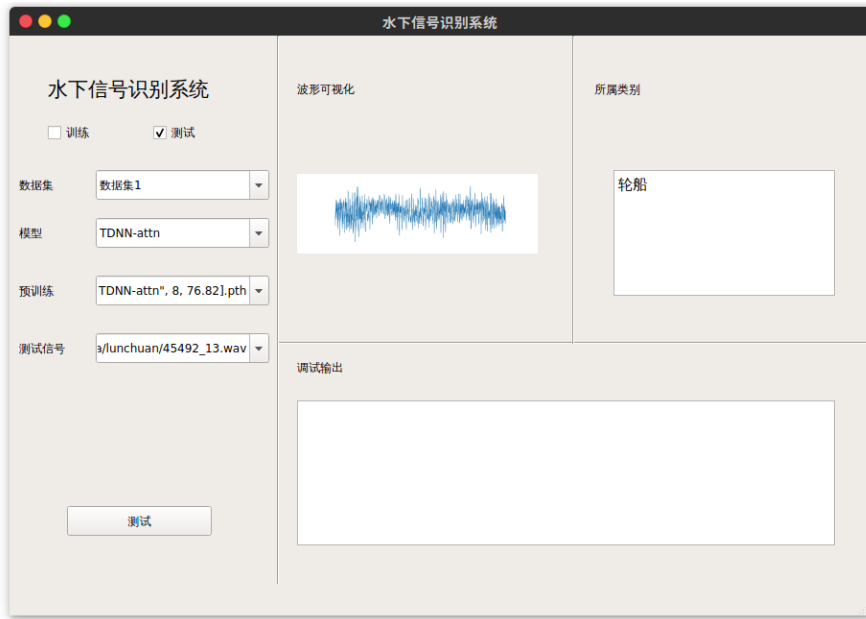 水下信号识别系统
水下信号识别系统
训练
测试
数据集
数据集1
模型
TDNN-attn
预训练
TDNN-attn", 8, 76.82].pth
测试信号
a/lunchuan/45492_13.wav
测试
波形可视化
所属类别
轮船
调试输出